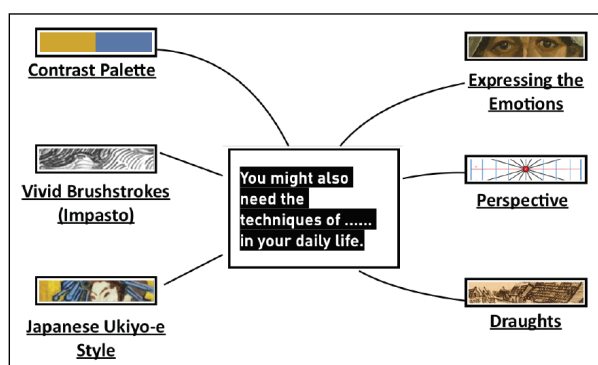 Contrast Palette
Expressing the
Emotions
Vivid Brushstrokes
(Impasto)
You might also
need the
techniques of ......
in your daily life.
Perspective
Japanese Ukiyo-e
Style
Draughts